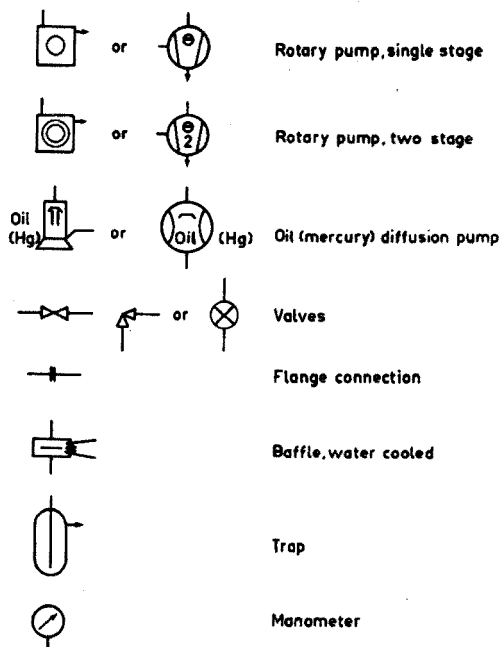 or Rotary pump, single stage
or 2 Rotary pump, two stage
Oil
(Hg) or Oil (Hg) Oil (mercury) diffusion pump
or Valves
Flange connection
Baffle, water cooled
Trap
Manometer